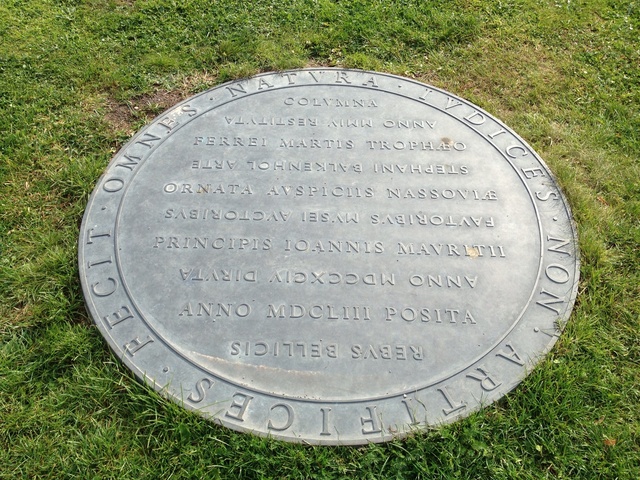 OMNES · NATVRA · IVDICES · NON · ARTIFICES · FECIT ·
COLVMNA
FERREI MARTIS TROPHÆO
ORNATA AVSPICIIS NASSOVIÆ
PRINCIPIS IOANNIS MAVRITII
ANNO MDCLIII POSITA
REBVS BELLICIS
ANNO MDCCXCIV DIRVTA
FAVTORIBVS MVSEI AVCTORIBVS
STEPHANI BALKENHOL ARTE
ANNO MMIV RESTITVTA